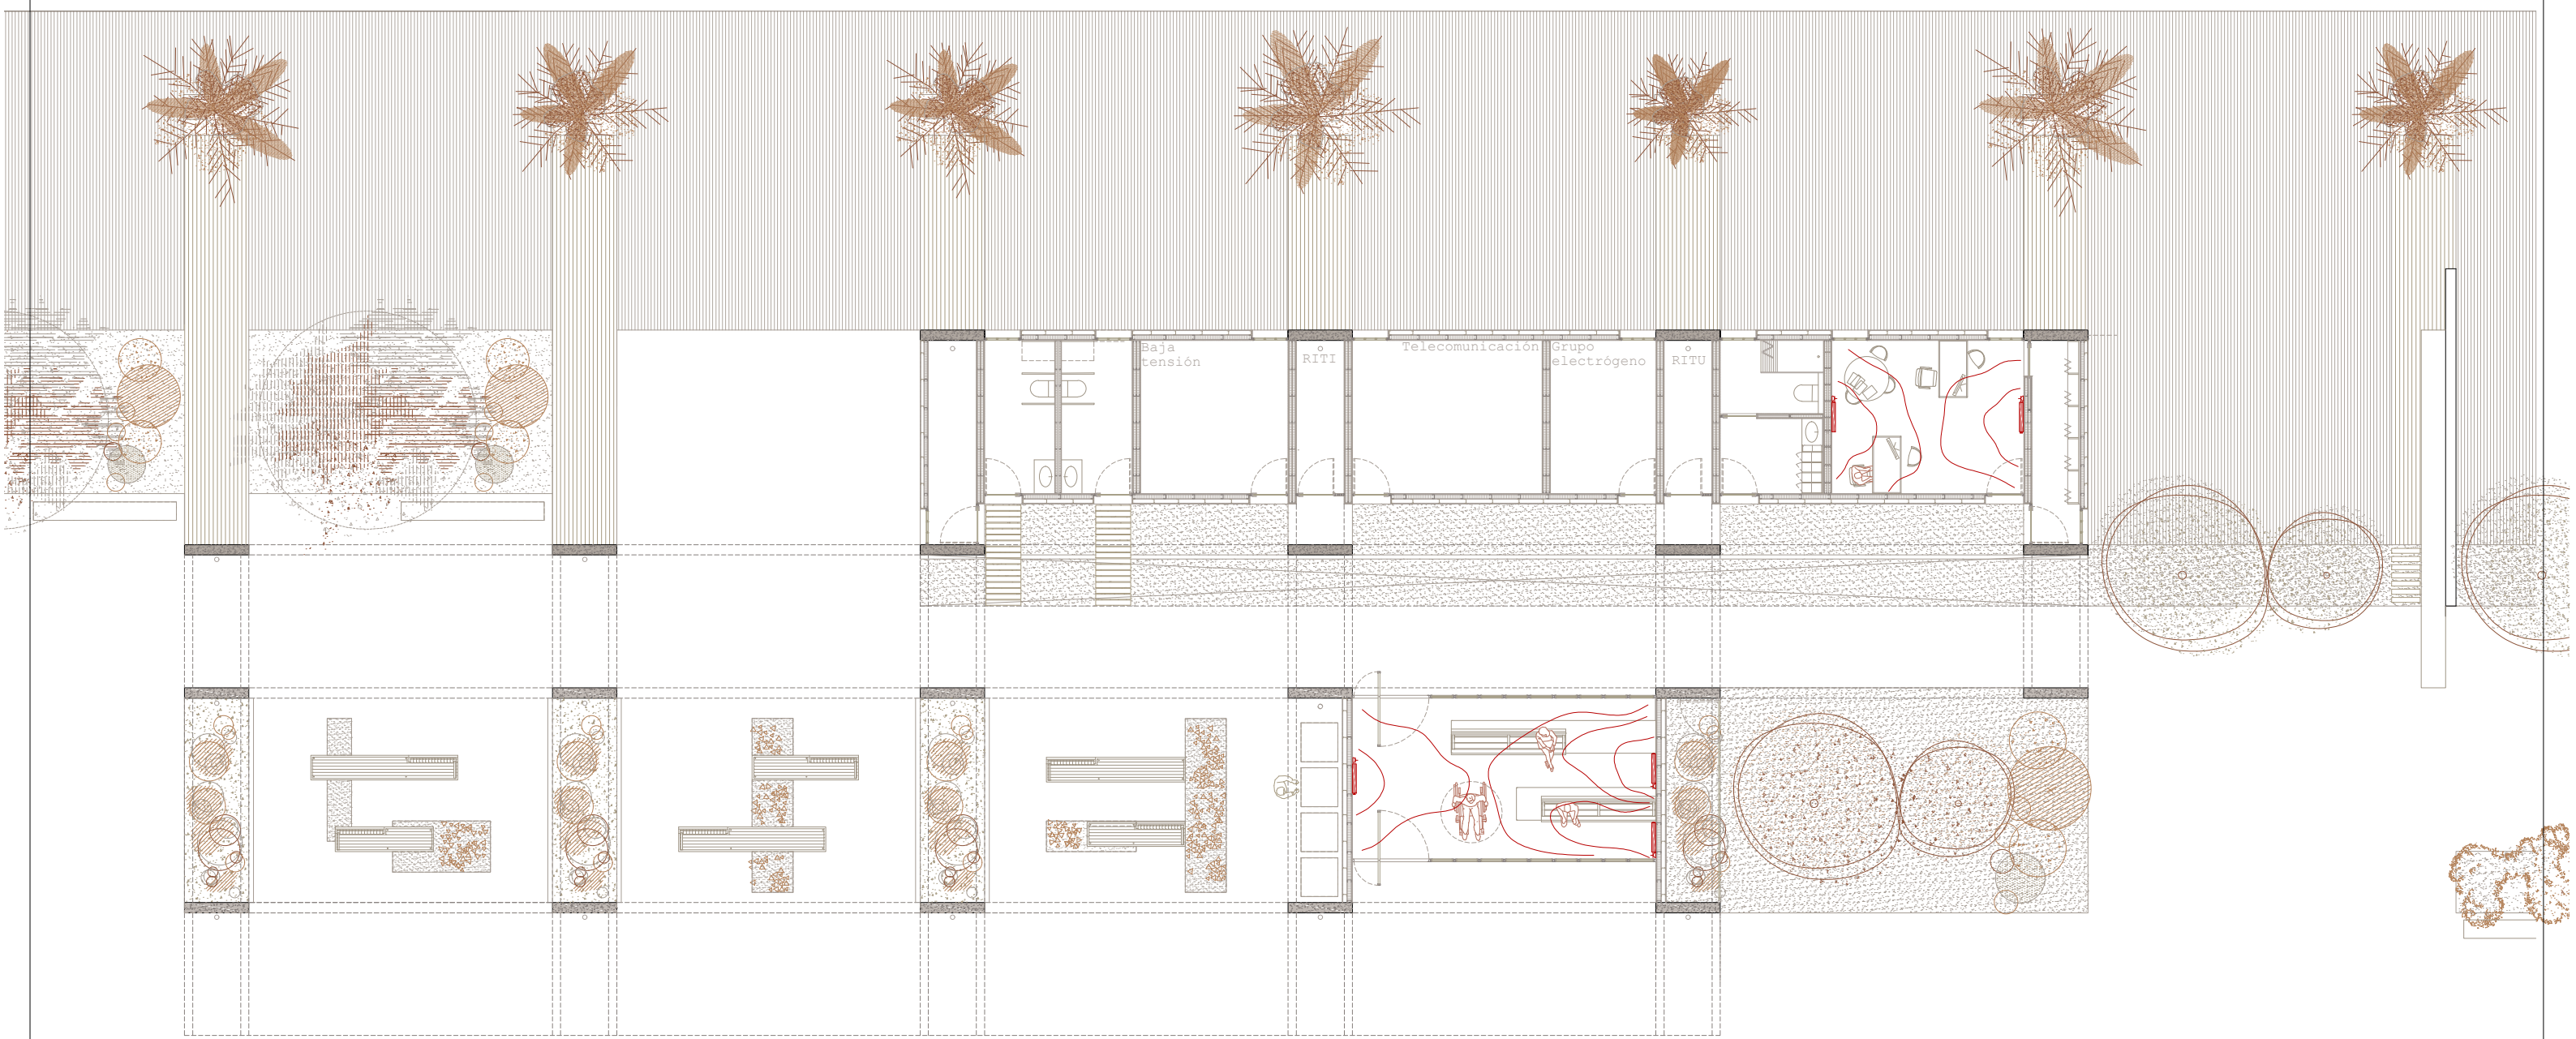 Baja
tensión
RITI
Telecomunicación
Grupo
electrógeno
RITU